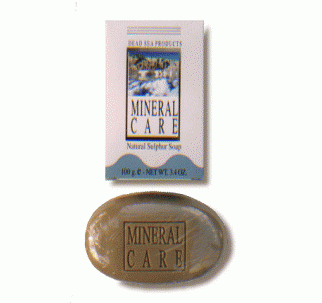 DEAD SEA PRODUCTS
MINERAL
CARE
Natural Sulphur Soap
100 g. ℮ - NET WT. 3.4 OZ.
MINERAL
CARE